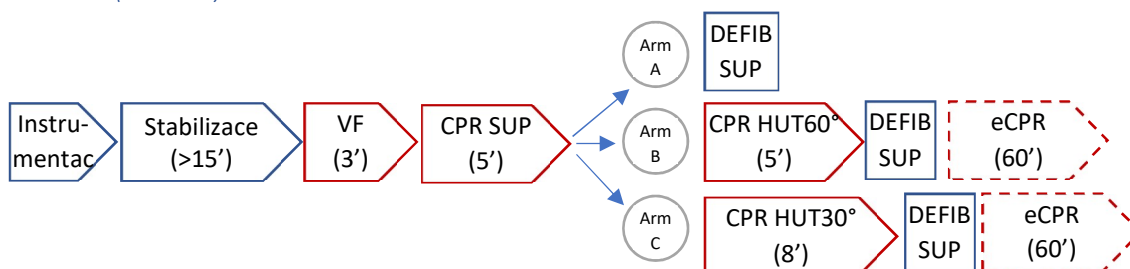 Instru-
mentac
Stabilizace
(>15’)
VF
(3’)
CPR SUP
(5’)
Arm
A
DEFIB
SUP
Arm
B
CPR HUT60°
(5’)
DEFIB
SUP
eCPR
(60’)
Arm
C
CPR HUT30°
(8’)
DEFIB
SUP
eCPR
(60’)